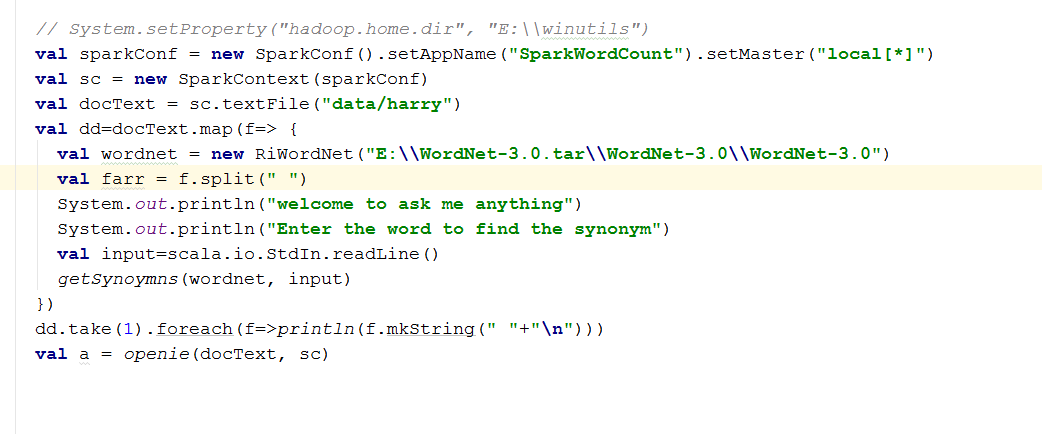 // System.setProperty("hadoop.home.dir", "E:\\winutils")
val sparkConf = new SparkConf().setAppName("SparkWordCount").setMaster("local[*]")
val sc = new SparkContext(sparkConf)
val docText = sc.textFile("data/harry")
val dd=docText.map(f=> {
  val wordnet = new RiWordNet("E:\\WordNet-3.0.tar\\WordNet-3.0\\WordNet-3.0")
  val farr = f.split(" ")
  System.out.println("welcome to ask me anything")
  System.out.println("Enter the word to find the synonym")
  val input=scala.io.StdIn.readLine()
  getSynoymns(wordnet, input)
})
dd.take(1).foreach(f=>println(f.mkString(" "+"\n")))
val a = openie(docText, sc)